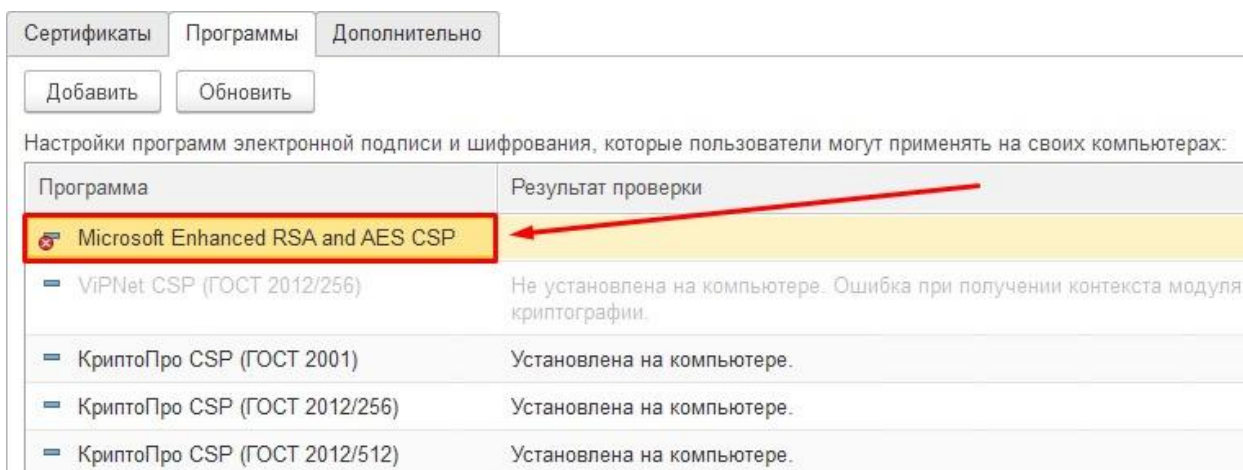 Сертификаты Программы Дополнительно
Добавить Обновить
Настройки программ электронной подписи и шифрования, которые пользователи могут применять на своих компьютерах:
Программа Результат проверки
Microsoft Enhanced RSA and AES CSP
ViPNet CSP (ГОСТ 2012/256) Не установлена на компьютере. Ошибка при получении контекста модуля
криптографии.
КриптоПро CSP (ГОСТ 2001) Установлена на компьютере.
КриптоПро CSP (ГОСТ 2012/256) Установлена на компьютере.
КриптоПро CSP (ГОСТ 2012/512) Установлена на компьютере.